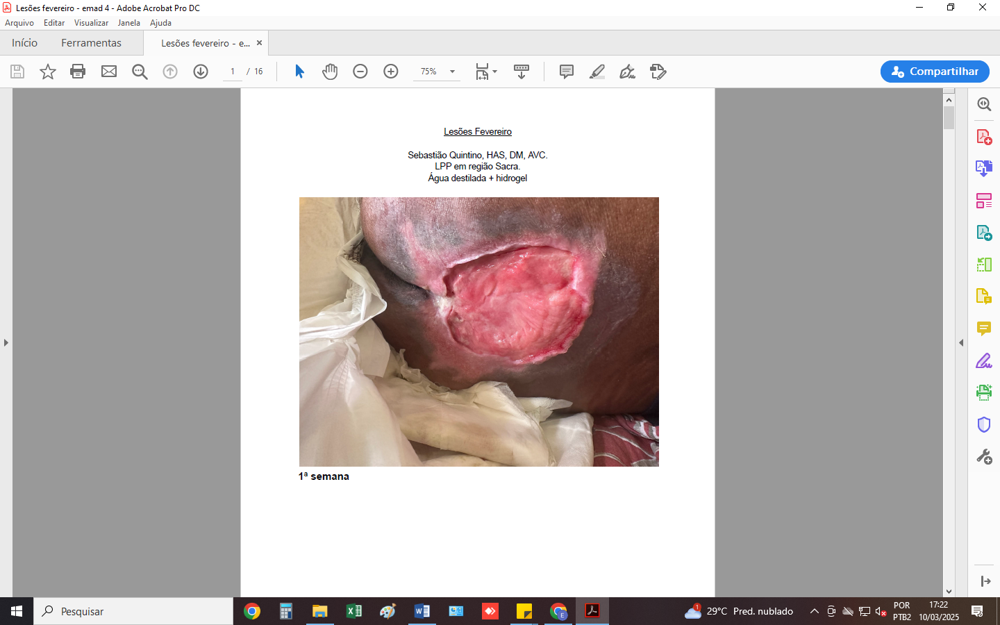 Lesões fevereiro - emad 4 - Adobe Acrobat Pro DC
Arquivo Editar Visualizar Janela Ajuda
Início Ferramentas Lesões fevereiro - e... ×
1 / 16 75% Compartilhar
Lesões Fevereiro
Sebastião Quintino, HAS, DM, AVC.
LPP em região Sacra.
Água destilada + hidrogel
1ª semana
Pesquisar
1 29°C Pred. nublado
POR
PTB2
17:22
10/03/2025